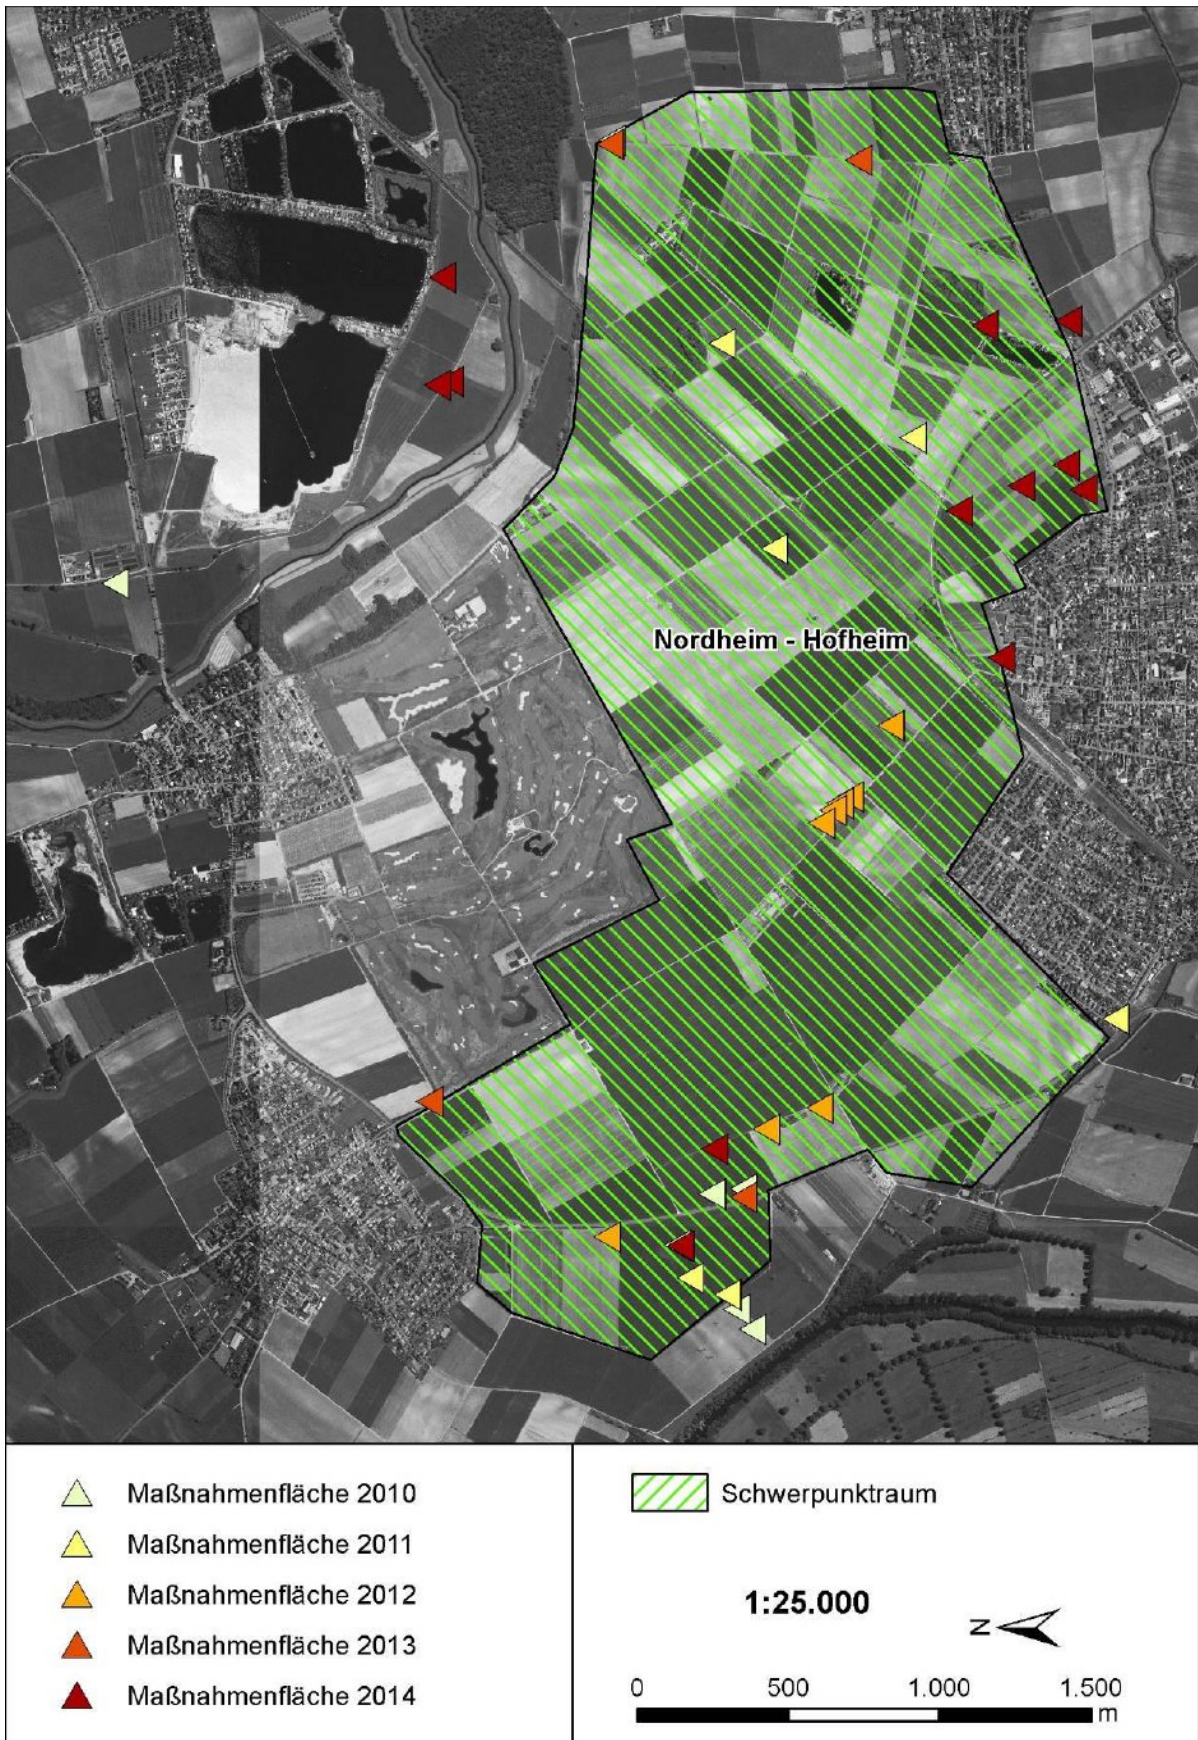 Nordheim - Hofheim
Maßnahmenfläche 2010
Maßnahmenfläche 2011
Maßnahmenfläche 2012
Maßnahmenfläche 2013
Maßnahmenfläche 2014
Schwerpunktraum
1:25.000
N
0 500 1.000 1.500
m